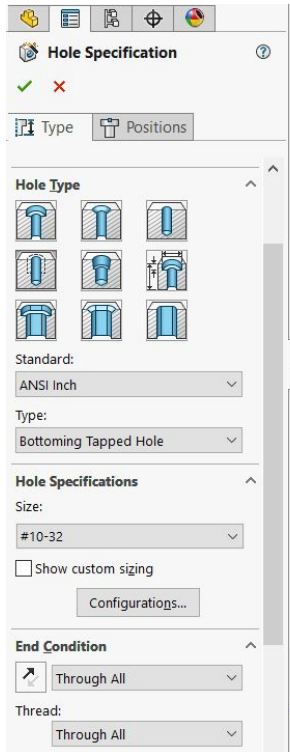 Hole Specification
?
Type
Positions
Hole Type
Standard:
ANSI Inch
Type:
Bottoming Tapped Hole
Hole Specifications
Size:
#10-32
Show custom sizing
Configurations...
End Condition
Through All
Thread:
Through All